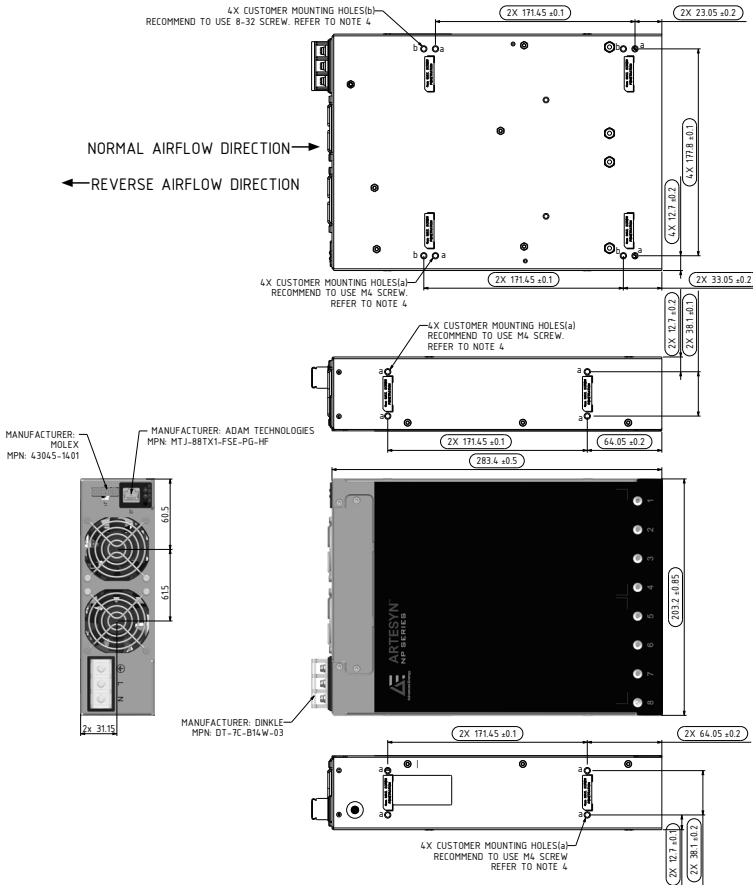 4X CUSTOMER MOUNTING HOLES(b)
RECOMMEND TO USE 8-32 SCREW. REFER TO NOTE 4
2X 171.45 ±0.1
2X 23.05 ±0.2
b
a
b
a
NORMAL AIRFLOW DIRECTION
REVERSE AIRFLOW DIRECTION
4X 177.8 ±0.1
4X 12.7 ±0.2
b
a
b
a
4X CUSTOMER MOUNTING HOLES(a)
RECOMMEND TO USE M4 SCREW.
REFER TO NOTE 4
2X 171.45 ±0.1
2X 33.05 ±0.2
2X 12.7 ±0.2
2X 38.1 ±0.1
4X CUSTOMER MOUNTING HOLES(a)
RECOMMEND TO USE M4 SCREW.
REFER TO NOTE 4
a
a
a
a
2X 171.45 ±0.1
64.05 ±0.2
283.4 ±0.5
MANUFACTURER:
MOLEX
MPN: 43045-1401
MANUFACTURER: ADAM TECHNOLOGIES
MPN: MTJ-88TX1-FSE-PG-HF
60.5
61.5
L
N
2x 31.15
1
2
3
4
5
6
7
8
203.2 ±0.85
ARTESYN™
NP SERIES
Advanced Energy
MANUFACTURER: DINKLE
MPN: DT-7C-B14W-03
2X 171.45 ±0.1
2X 64.05 ±0.2
a
a
a
a
4X CUSTOMER MOUNTING HOLES(a)
RECOMMEND TO USE M4 SCREW
REFER TO NOTE 4
2X 12.7 ±0.1
2X 38.1 ±0.2